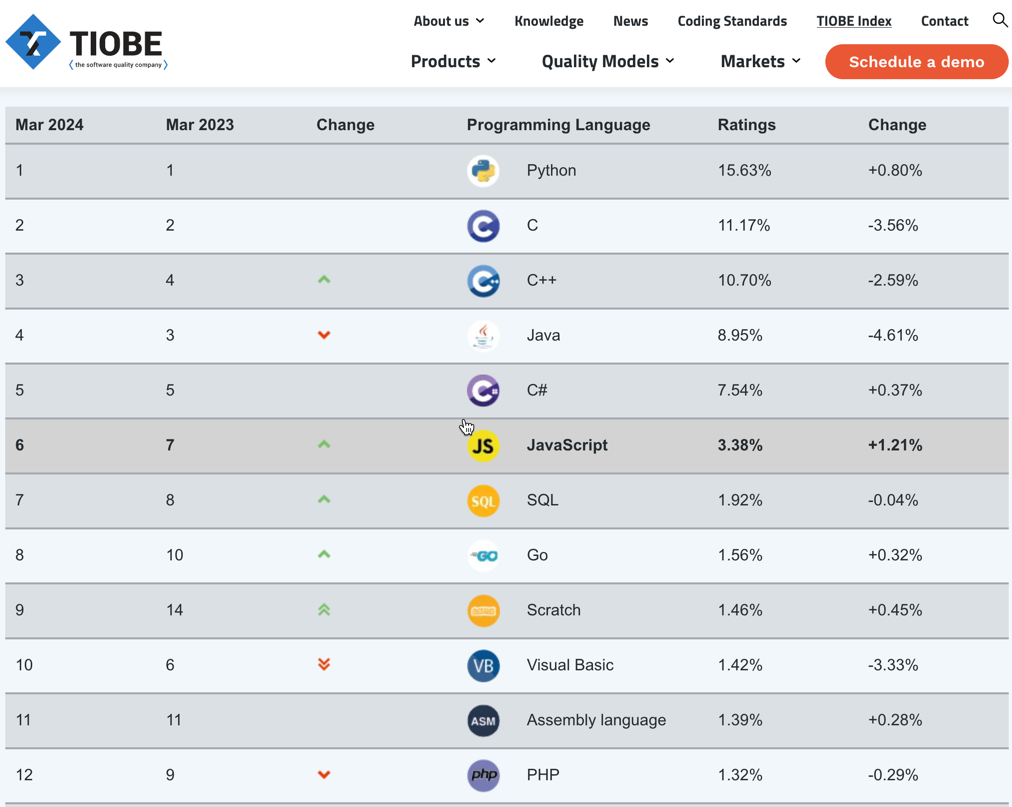 About us Knowledge News Coding Standards TIOBE Index Contact
TIOBE
(the software quality company)
Products Quality Models Markets Schedule a demo
Mar 2024 Mar 2023 Change Programming Language Ratings Change
1 1 Python 15.63% +0.80%
2 2 C C 11.17% -3.56%
3 4 C C++ 10.70% -2.59%
4 3 Java 8.95% -4.61%
5 5 C C# 7.54% +0.37%
6 7 JS JavaScript 3.38% +1.21%
7 8 SQL SQL 1.92% -0.04%
8 10 GO Go 1.56% +0.32%
9 14 Scratch 1.46% +0.45%
10 6 VB Visual Basic 1.42% -3.33%
11 11 ASM Assembly language 1.39% +0.28%
12 9 php PHP 1.32% -0.29%